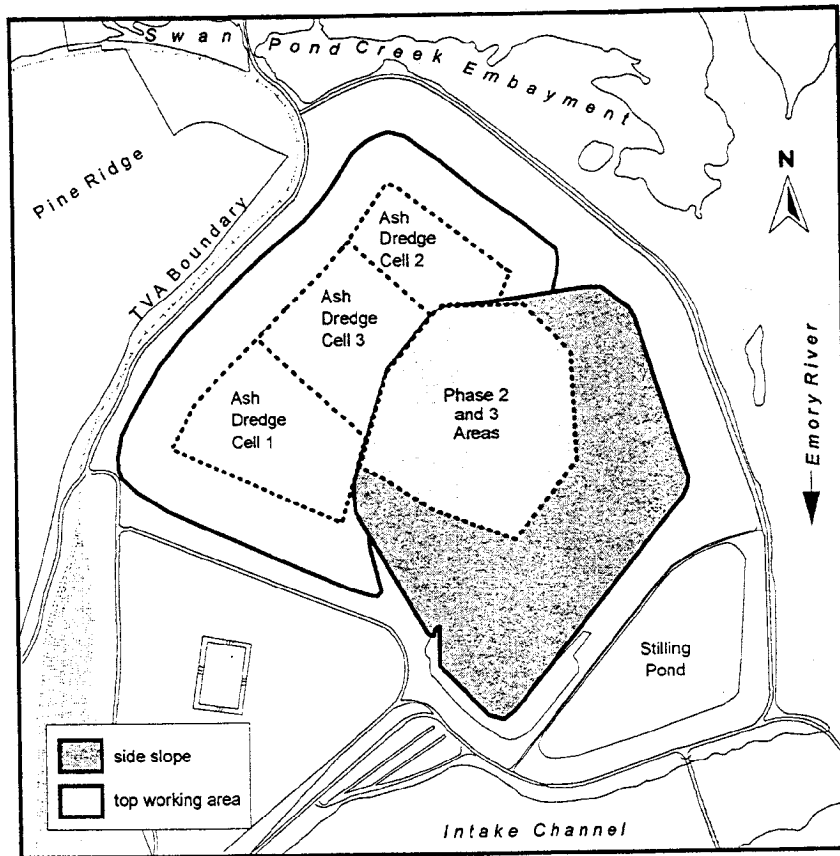 Swan Pond Creek Embayment
Pine Ridge
TVA Boundary
N
Ash
Dredge
Cell 2
Ash
Dredge
Cell 3
Ash
Dredge
Cell 1
Phase 2
and 3
Areas
Emory River
Stilling
Pond
side slope
top working area
Intake Channel